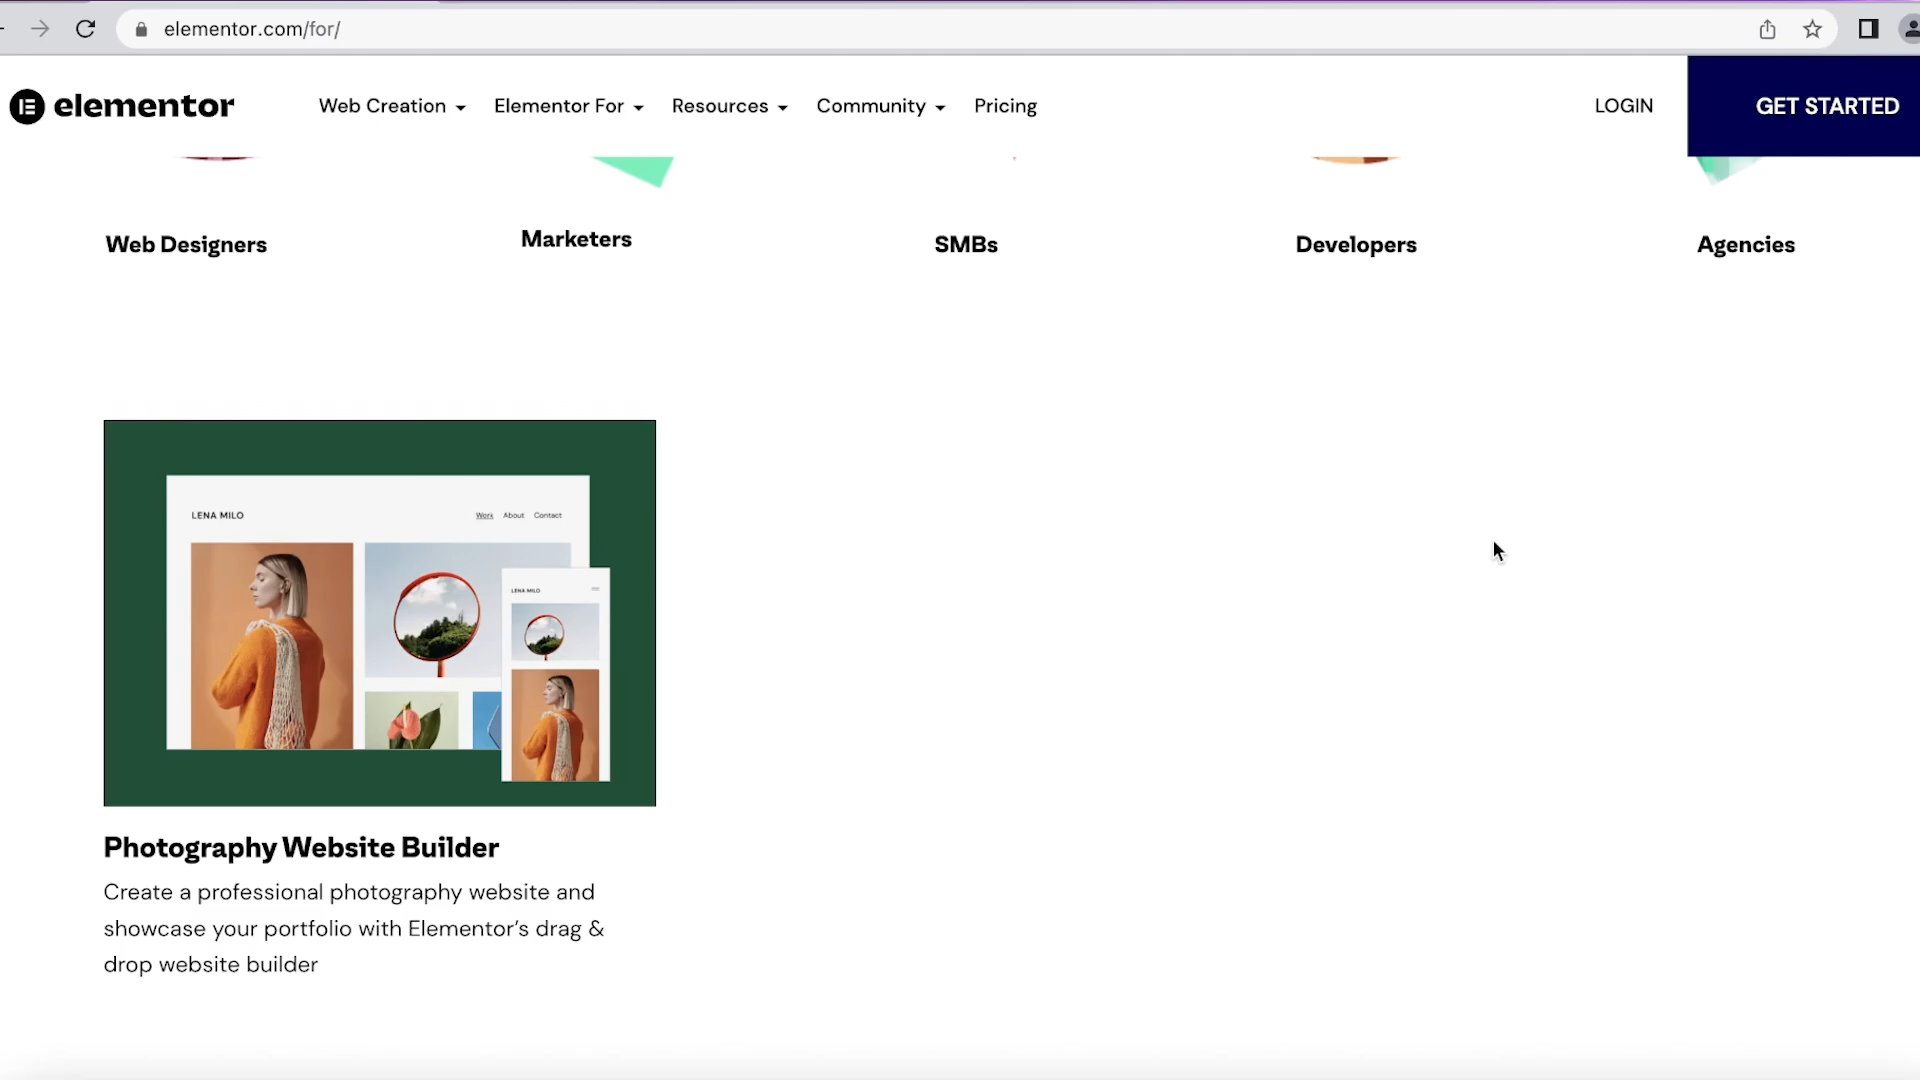 elementor.com/for/
elementor
Web Creation
Elementor For
Resources
Community
Pricing
LOGIN
GET STARTED
Web Designers
Marketers
SMBs
Developers
Agencies
LENA MILO
Work
About
Contact
LENA MILO
Photography Website Builder
Create a professional photography website and
showcase your portfolio with Elementor’s drag &
drop website builder